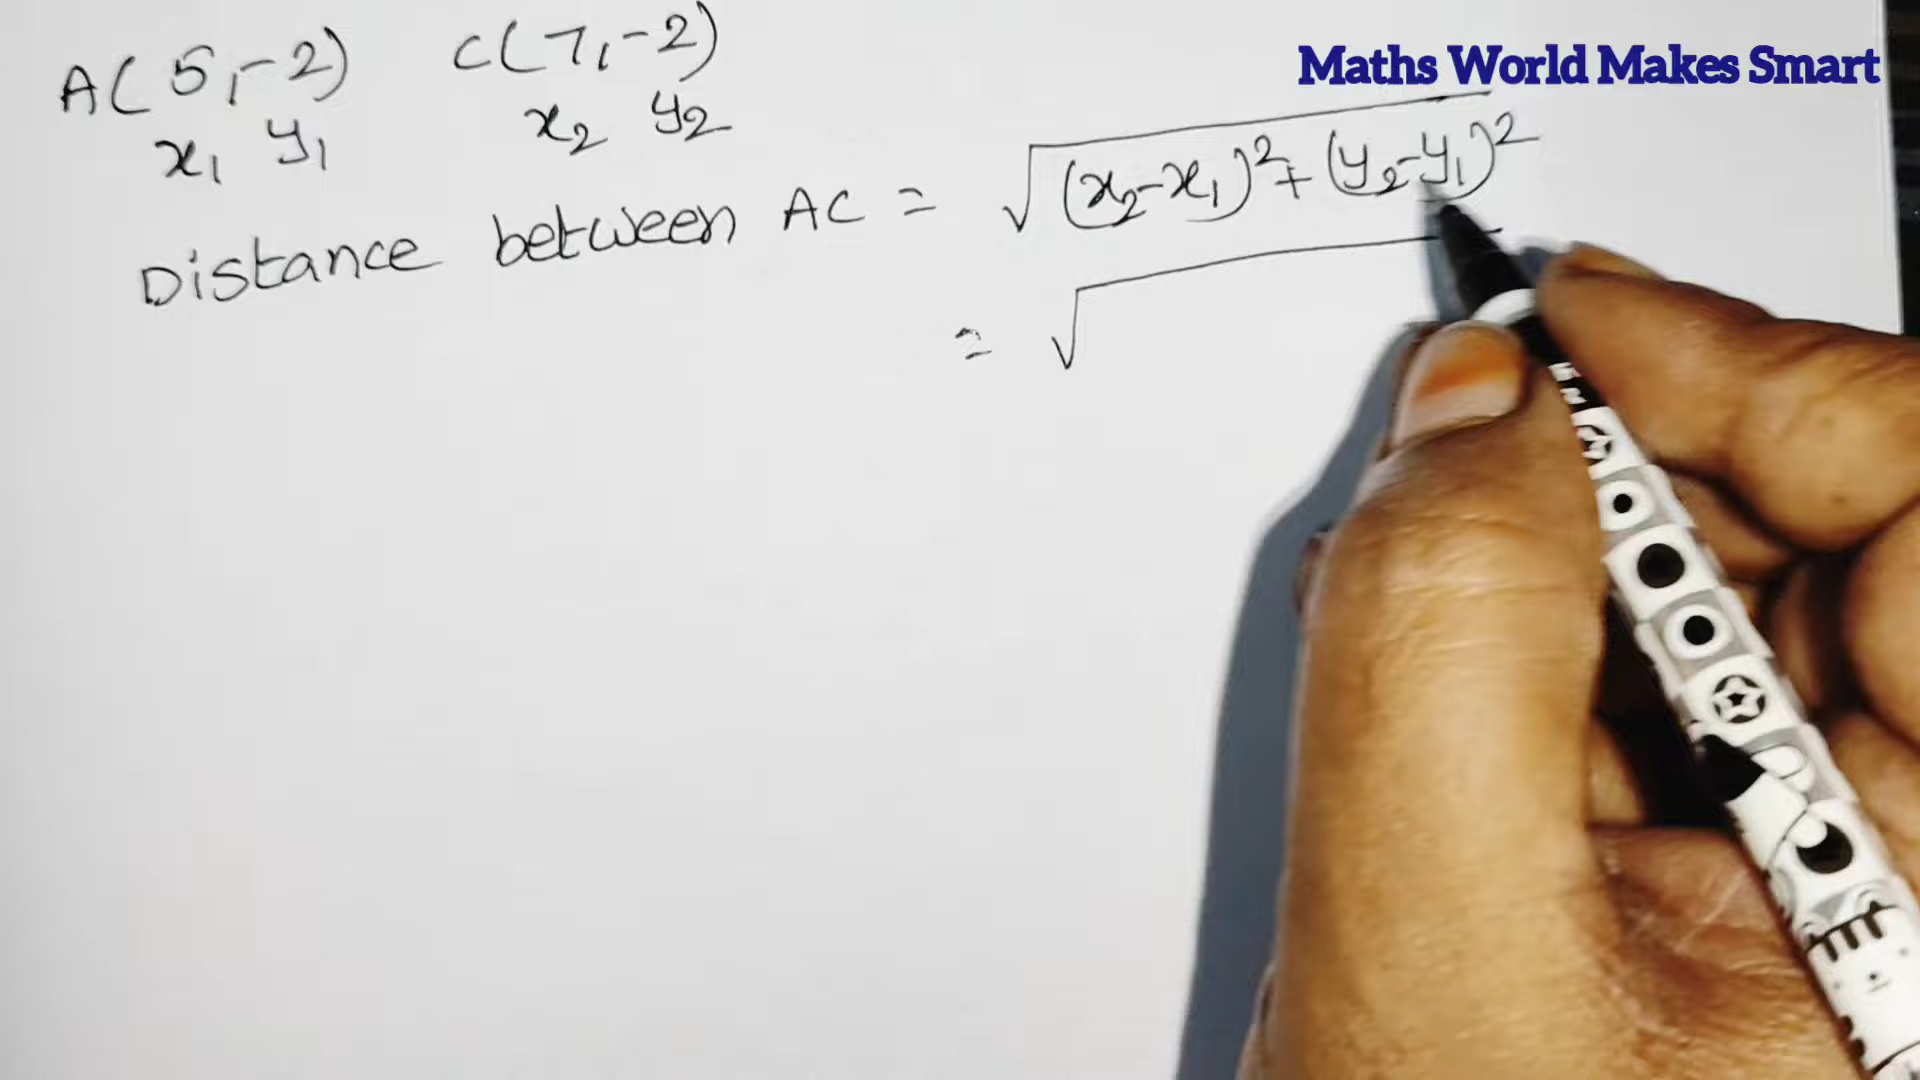 A(5,-2) C(7,-2)
x₁ y₁ x₂ y₂
Maths World Makes Smart
Distance between AC = √(x₂-x₁)²+(y₂-y₁)²
= √